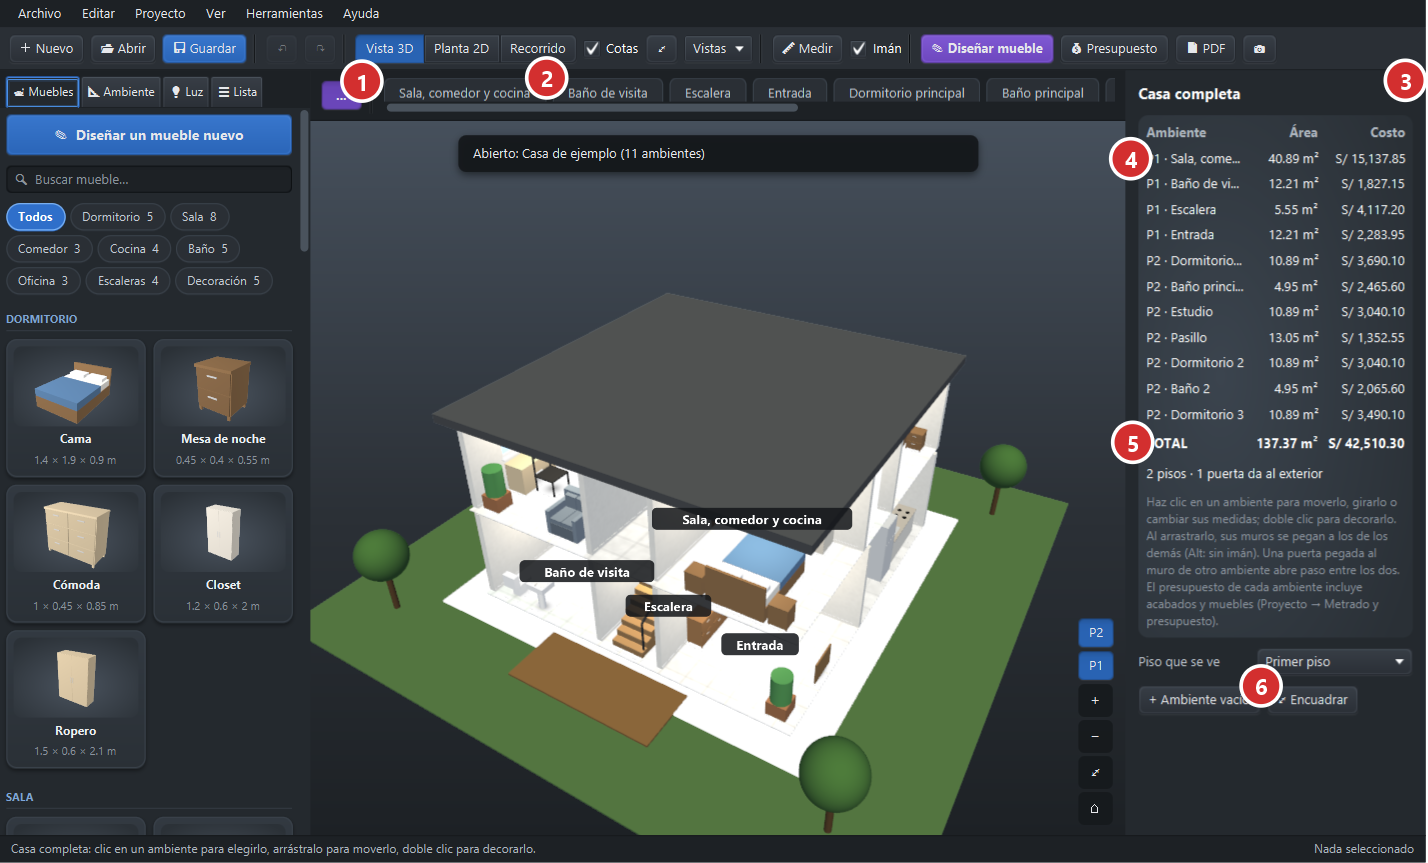 Archivo Editar Proyecto Ver Herramientas Ayuda
+ Nuevo Abrir Guardar Vista 3D Planta 2D Recorrido Cotas Vistas Medir Imán Diseñar mueble Presupuesto PDF
Muebles Ambiente Luz Lista
Diseñar un mueble nuevo
Buscar mueble...
Todos Dormitorio 5 Sala 8
Comedor 3 Cocina 4 Baño 5
Oficina 3 Escaleras 4 Decoración 5
DORMITORIO
Cama
1.4 × 1.9 × 0.9 m
Mesa de noche
0.45 × 0.4 × 0.55 m
Cómoda
1 × 0.45 × 0.85 m
Closet
1.2 × 0.6 × 2 m
Ropero
1.5 × 0.6 × 2.1 m
SALA
1 2 3
... Sala, comedor y cocina Baño de visita Escalera Entrada Dormitorio principal Baño principal
Abierto: Casa de ejemplo (11 ambientes)
Sala, comedor y cocina
Baño de visita
Escalera
Entrada
P2
P1
+
−
Casa completa
Ambiente Área Costo
4
P1 · Sala, come... 40.89 m² S/ 15,137.85
P1 · Baño de vi... 12.21 m² S/ 1,827.15
P1 · Escalera 5.55 m² S/ 4,117.20
P1 · Entrada 12.21 m² S/ 2,283.95
P2 · Dormitorio... 10.89 m² S/ 3,690.10
P2 · Baño princi... 4.95 m² S/ 2,465.60
P2 · Estudio 10.89 m² S/ 3,040.10
P2 · Pasillo 13.05 m² S/ 1,352.55
P2 · Dormitorio 2 10.89 m² S/ 3,040.10
P2 · Baño 2 4.95 m² S/ 2,065.60
P2 · Dormitorio 3 10.89 m² S/ 3,490.10
5
TOTAL 137.37 m² S/ 42,510.30
2 pisos · 1 puerta da al exterior
Haz clic en un ambiente para moverlo, girarlo o
cambiar sus medidas; doble clic para decorarlo.
Al arrastrarlo, sus muros se pegan a los de los
demás (Alt: sin imán). Una puerta pegada al
muro de otro ambiente abre paso entre los dos.
El presupuesto de cada ambiente incluye
acabados y muebles (Proyecto → Metrado y
presupuesto).
Piso que se ve Primer piso
6
+ Ambiente vacío Encuadrar
Casa completa: clic en un ambiente para elegirlo, arrástralo para moverlo, doble clic para decorarlo.
Nada seleccionado